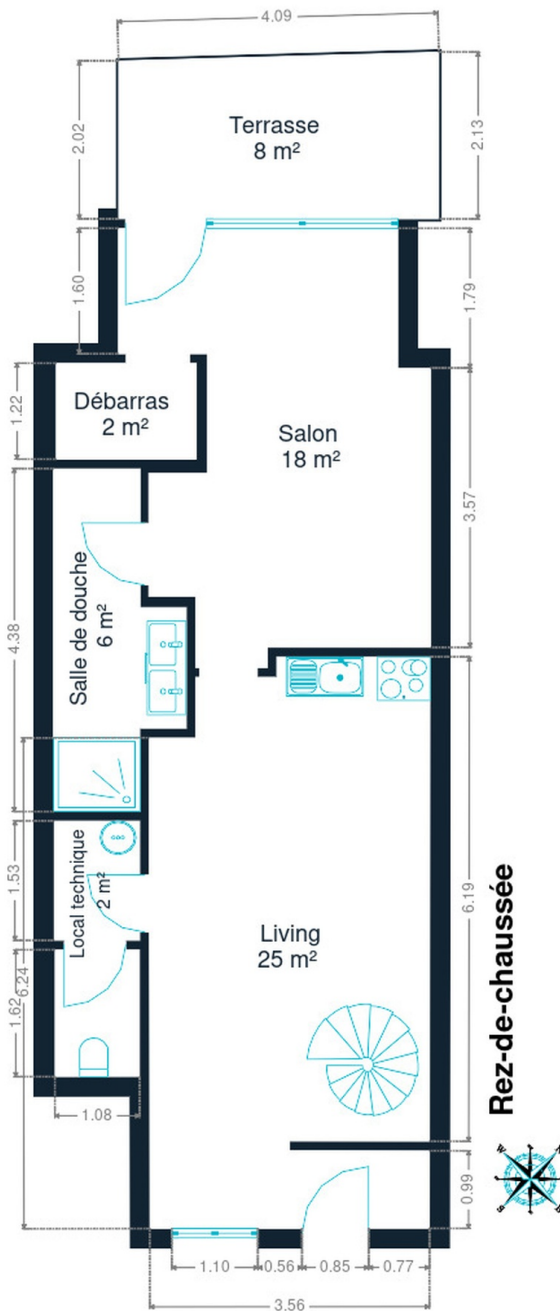 4.09
2.02
Terrasse
8 m²
2.13
1.60
1.79
1.22
Débarras
2 m²
Salon
18 m²
3.57
4.38
Salle de douche
6 m²
1.53
Local technique
2 m²
6.19
Living
25 m²
Rez-de-chaussée
6.24
1.62
1.08
0.99
1.10
0.56
0.85
0.77
3.56
W
N
S